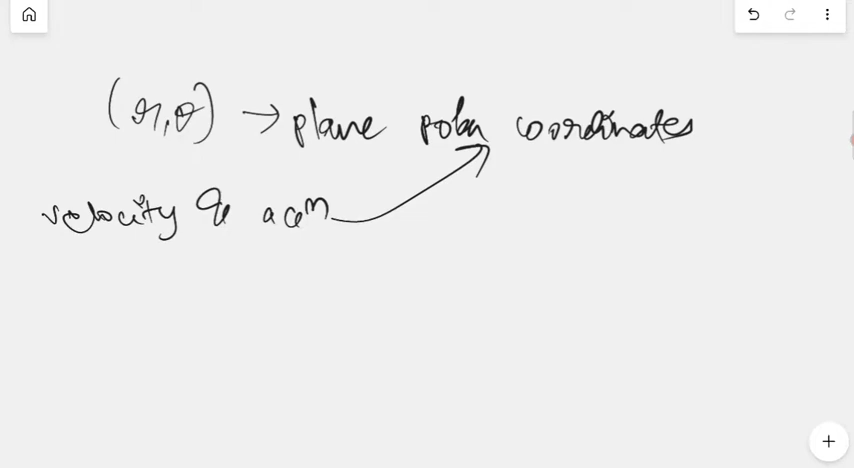 (r, θ) → plane polar coordinates
velocity & accⁿ